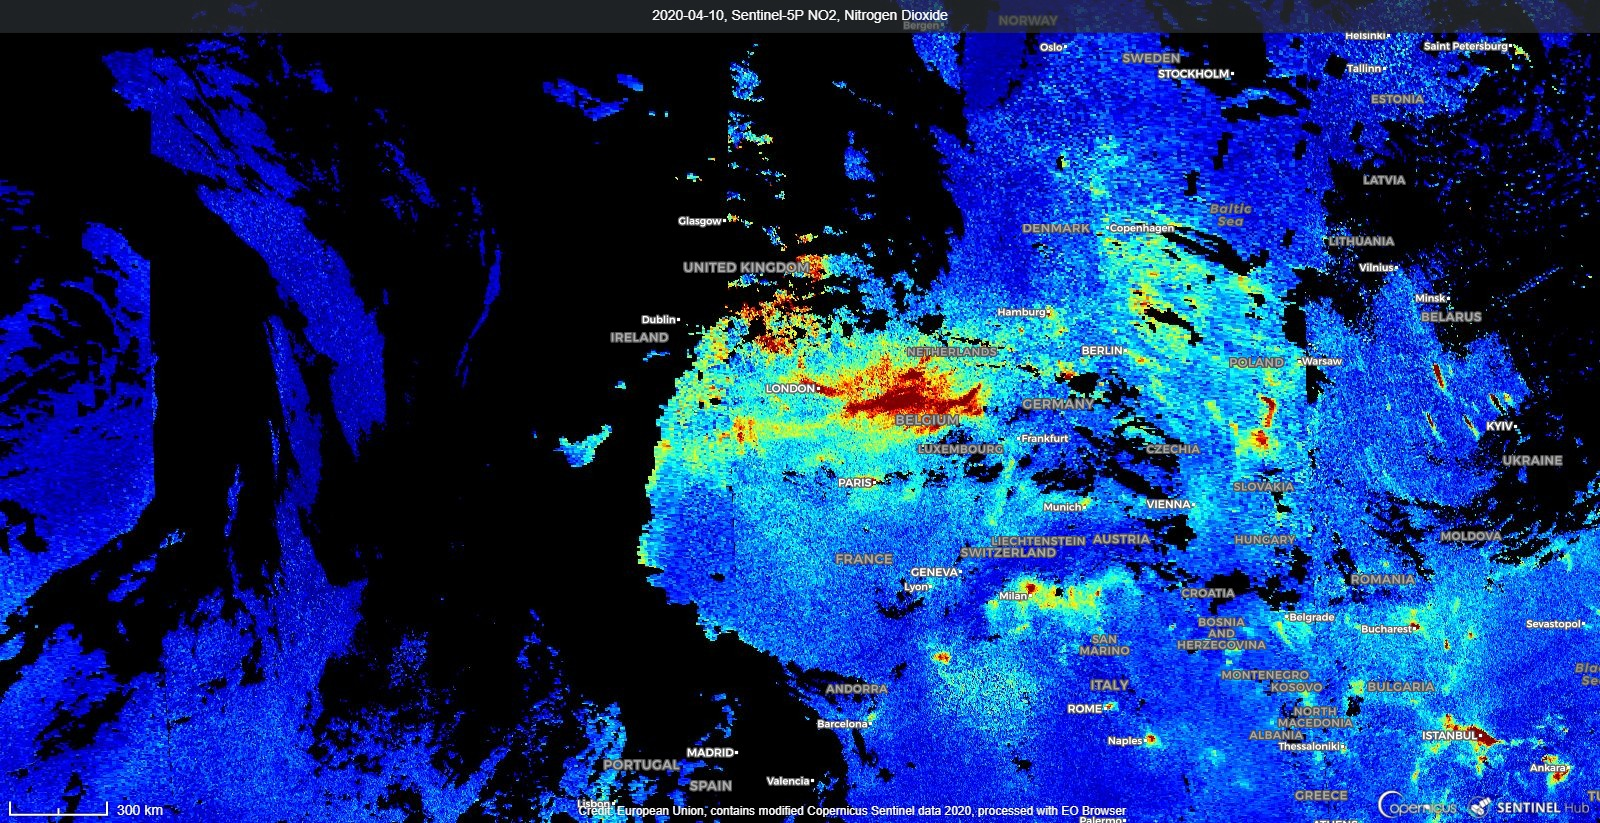 2020-04-10, Sentinel-5P NO2, Nitrogen Dioxide
NORWAY
Bergen
Helsinki
Oslo
Saint Petersburg
SWEDEN
STOCKHOLM
Tallinn
ESTONIA
LATVIA
Baltic
Sea
Glasgow
DENMARK
Copenhagen
LITHUANIA
UNITED KINGDOM
Vilnius
Minsk
Hamburg
BELARUS
Dublin
IRELAND
NETHERLANDS
BERLIN
POLAND
Warsaw
LONDON
GERMANY
BELGIUM
KYIV
Frankfurt
LUXEMBOURG
CZECHIA
UKRAINE
PARIS
SLOVAKIA
Munich
VIENNA
LIECHTENSTEIN
AUSTRIA
HUNGARY
MOLDOVA
SWITZERLAND
FRANCE
GENEVA
ROMANIA
Lyon
Milan
CROATIA
Belgrade
BOSNIA
AND
HERZEGOVINA
Bucharest
Sevastopol
SAN
MARINO
MONTENEGRO
KOSOVO
BULGARIA
ANDORRA
ITALY
ROME
NORTH
MACEDONIA
Barcelona
ALBANIA
ISTANBUL
Naples
Thessaloniki
MADRID
PORTUGAL
Ankara
Valencia
SPAIN
GREECE
Lisbon
300 km
Credit: European Union, contains modified Copernicus Sentinel data 2020, processed with EO Browser
opernicus
SENTINEL Hub
Palermo